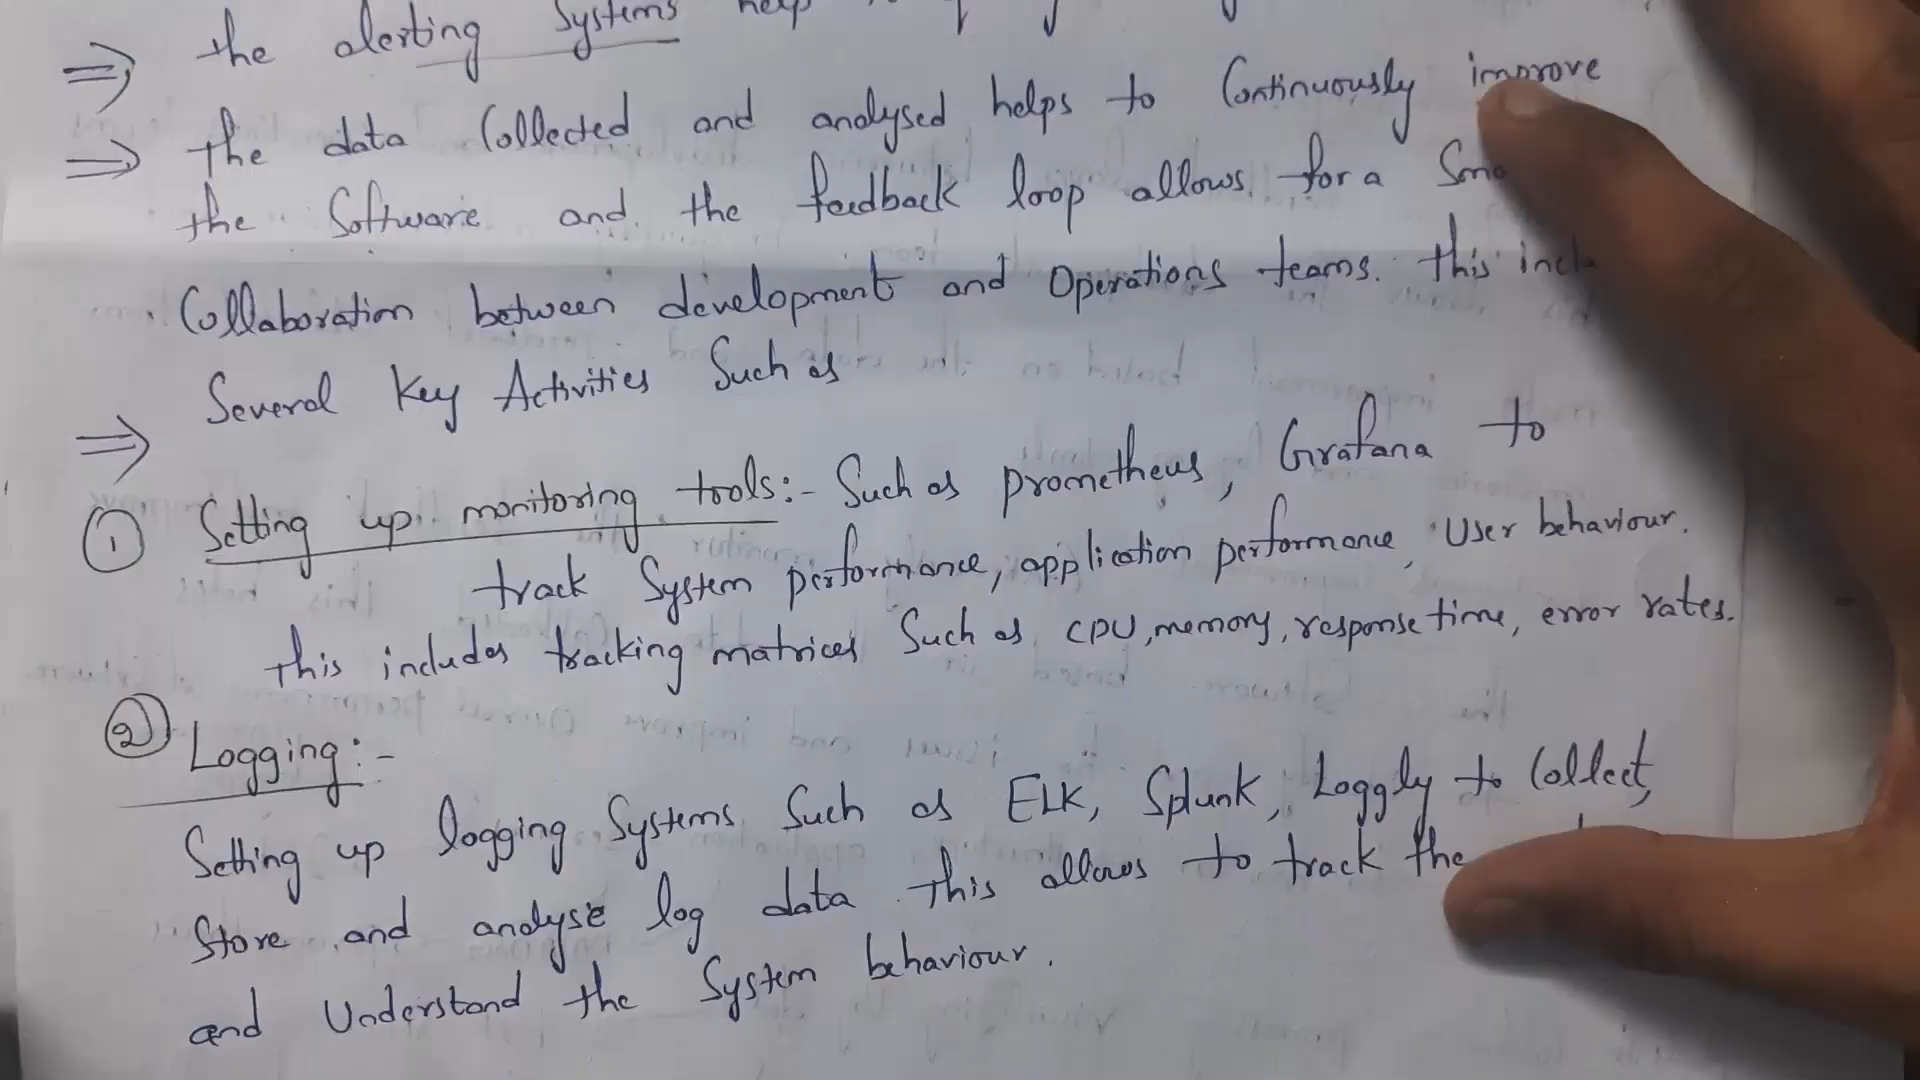 ⇒ the alerting systems help
⇒ the data Collected and analysed helps to Continuously improve
the Software and the feedback loop allows for a
Collaboration between development and Operations teams. this
Several Key Activities Such as
⇒
① Setting up monitoring tools:- Such as prometheus, Grafana to
track System performance, application performance, User behaviour.
this includes tracking matrices Such as CPU, memory, response time, error rates.
② Logging:-
Setting up logging Systems Such as ELK, Splunk, Loggly to Collect,
Store and analyse log data. This allows to track the
and Understand the System behaviour.